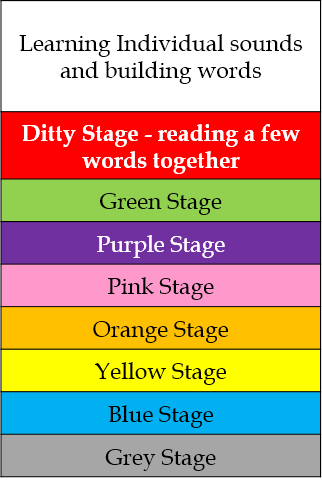 Learning Individual sounds
and building words
Ditty Stage - reading a few
words together
Green Stage
Purple Stage
Pink Stage
Orange Stage
Yellow Stage
Blue Stage
Grey Stage